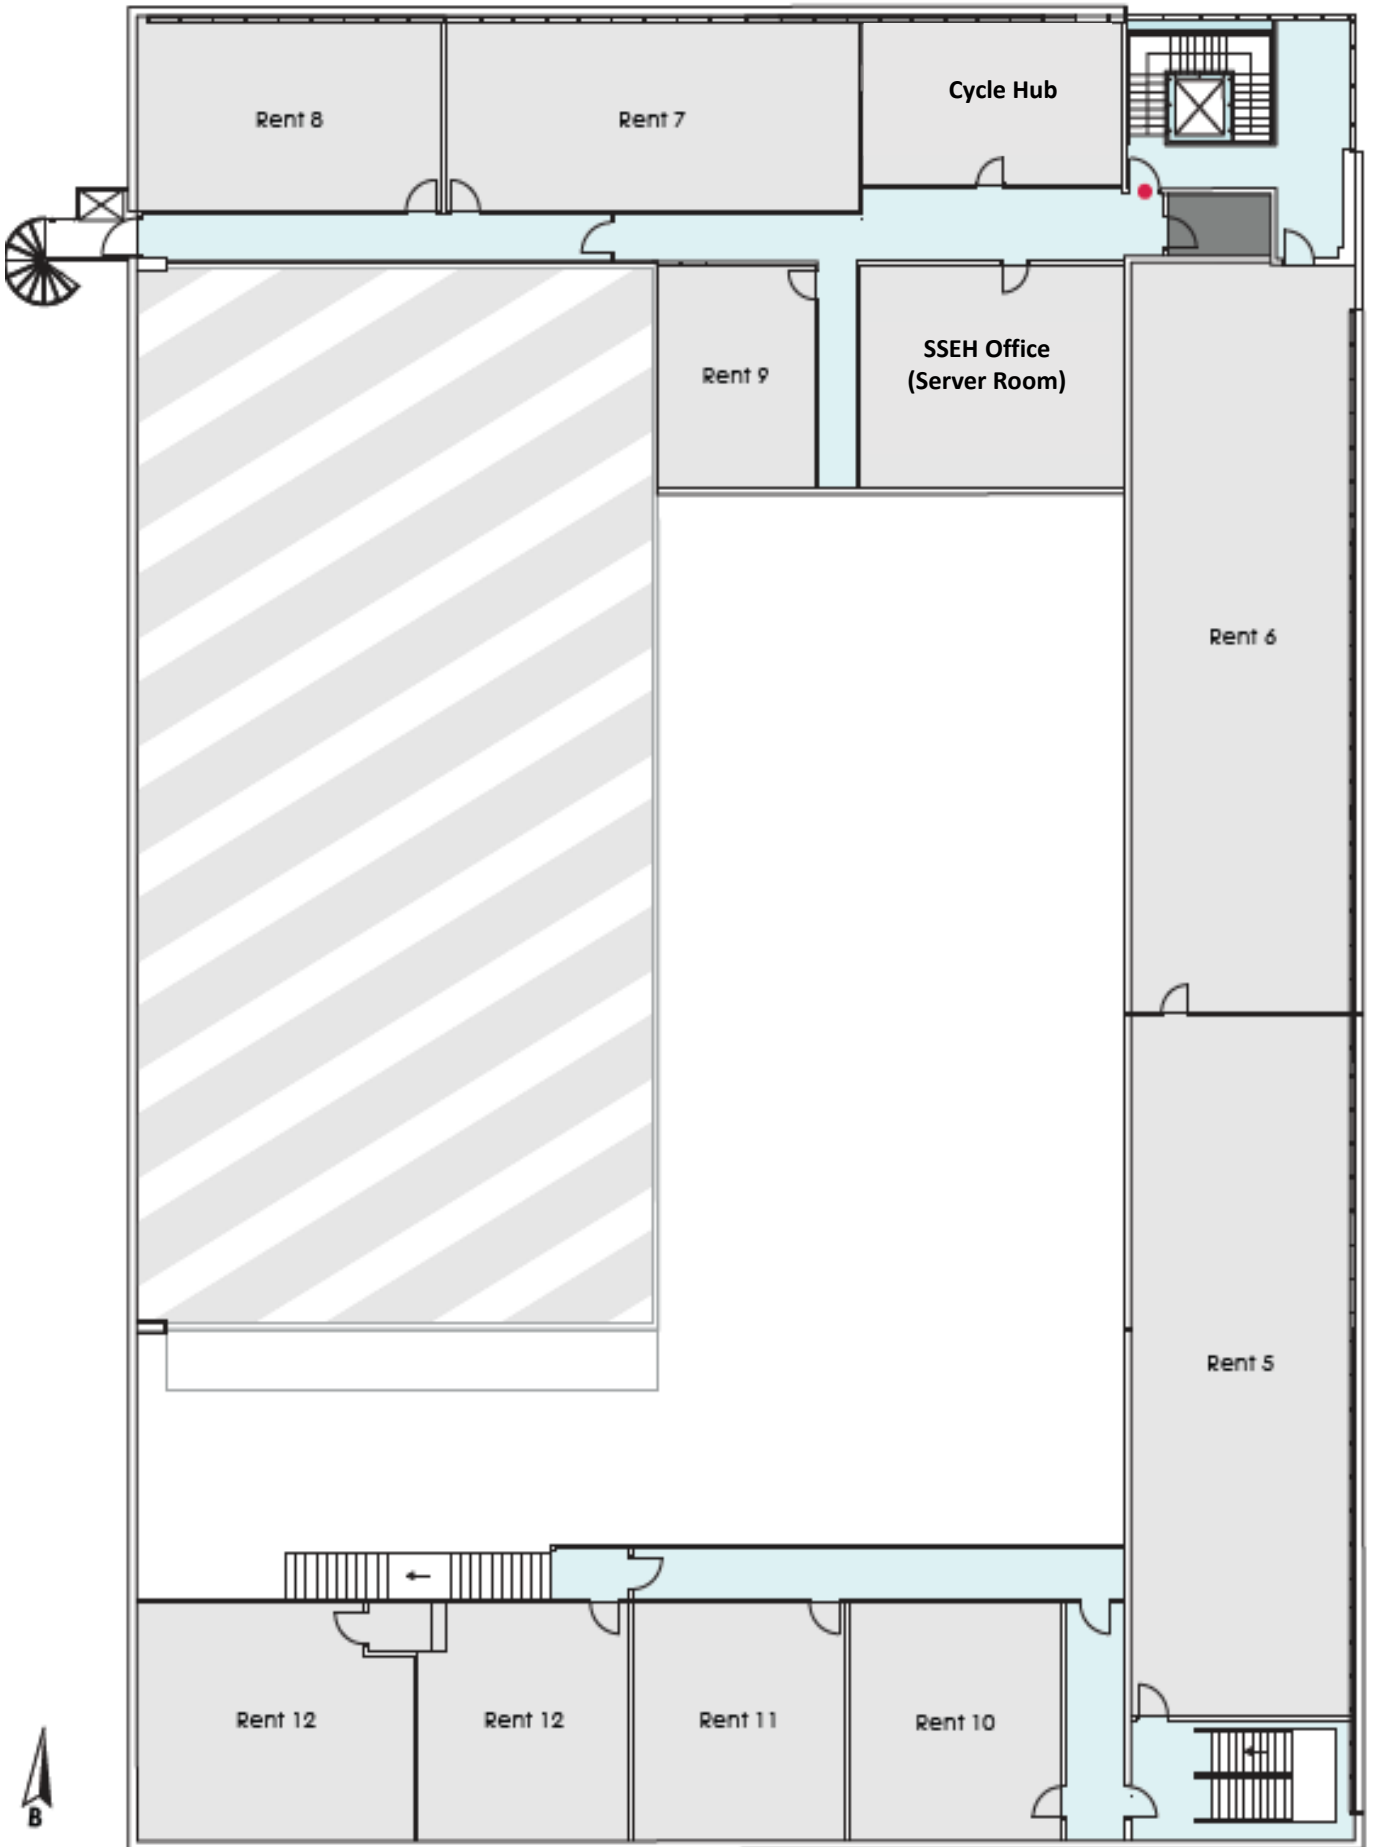 Cycle Hub
Rent 8
Rent 7
SSEH Office
(Server Room)
Rent 9
Rent 6
Rent 5
Rent 12
Rent 12
Rent 11
Rent 10
B